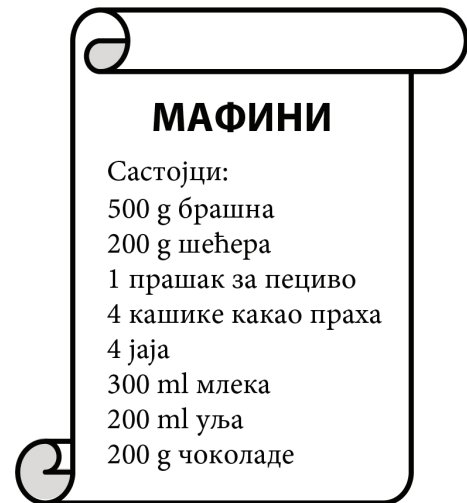 МАФИНИ
Састојци:
500 g брашна
200 g шећера
1 прашак за пециво
4 кашике какао праха
4 јаја
300 ml млека
200 ml уља
200 g чоколаде